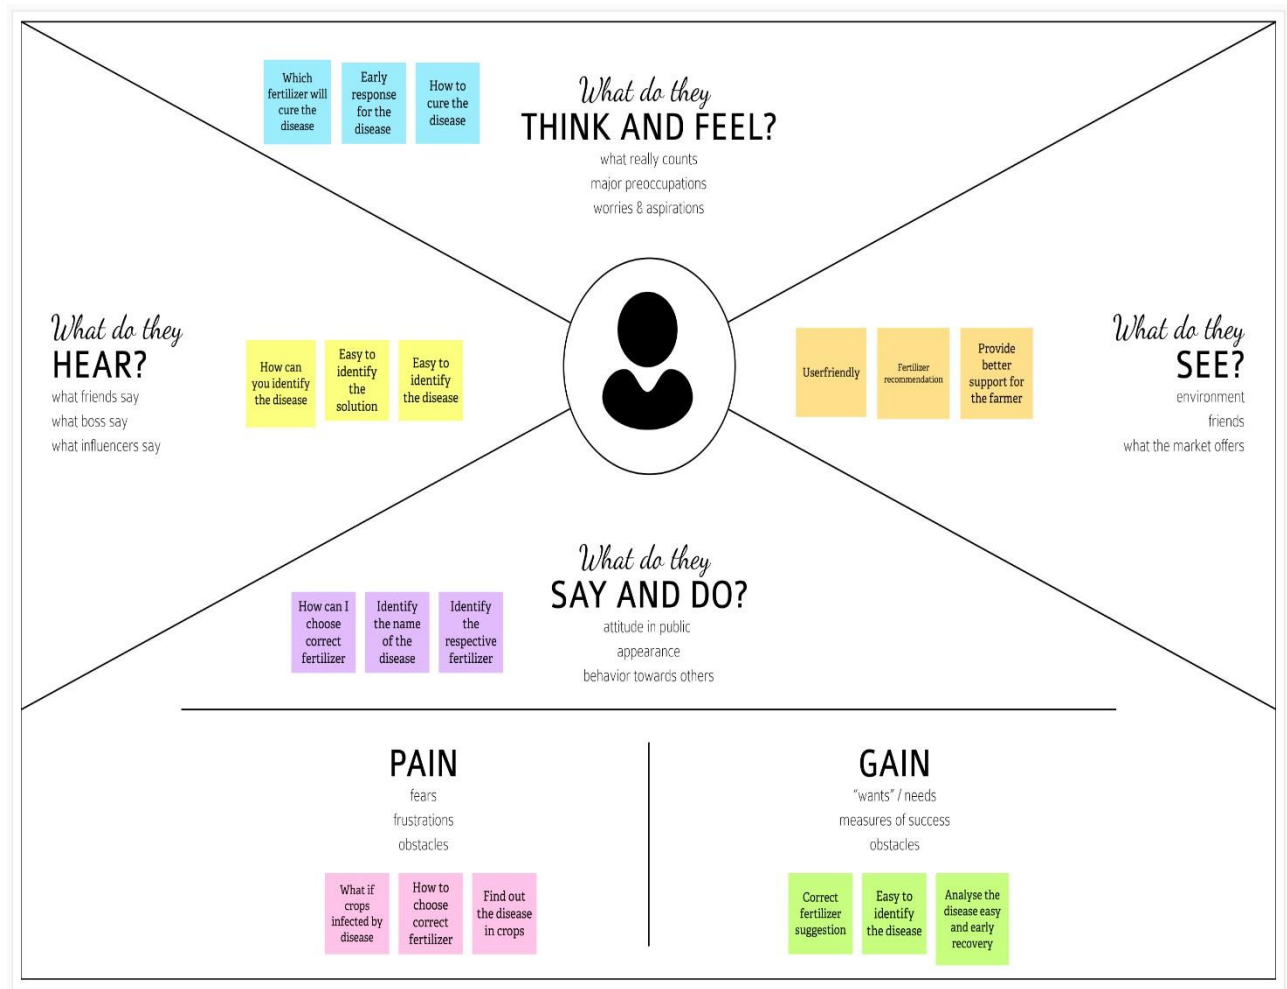 Which
fertilizer will
cure the
disease
Early
response
for the
disease
How to
cure the
disease
What do they
THINK AND FEEL?
what really counts
major preoccupations
worries & aspirations
What do they
HEAR?
what friends say
what boss say
what influencers say
How can
you identify
the disease
Easy to
identify
the
solution
Easy to
identify
the disease
Userfriendly
Fertilizer
recommendation
Provide
better
support for
the farmer
What do they
SEE?
environment
friends
what the market offers
What do they
SAY AND DO?
attitude in public
appearance
behavior towards others
How can I
choose
correct
fertilizer
Identify
the name
of the
disease
Identify
the
respective
fertilizer
PAIN
fears
frustrations
obstacles
What if
crops
infected by
disease
How to
choose
correct
fertilizer
Find out
the disease
in crops
GAIN
"wants" / needs
measures of success
obstacles
Correct
fertilizer
suggestion
Easy to
identify
the disease
Analyse the
disease easy
and early
recovery